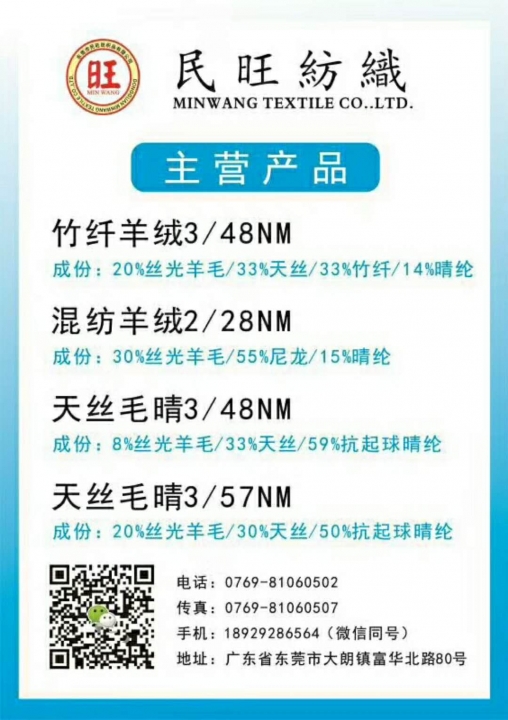 旺
MIN WANG
民旺紡織
MINWANG TEXTILE CO..LTD.
主营产品
竹纤羊绒3/48NM
成份：20%丝光羊毛/33%天丝/33%竹纤/14%晴纶
混纺羊绒2/28NM
成份：30%丝光羊毛/55%尼龙/15%晴纶
天丝毛晴3/48NM
成份：8%丝光羊毛/33%天丝/59%抗起球晴纶
天丝毛晴3/57NM
成份：20%丝光羊毛/30%天丝/50%抗起球晴纶
电话：0769-81060502
传真：0769-81060507
手机：18929286564（微信同号）
地址：广东省东莞市大朗镇富华北路80号